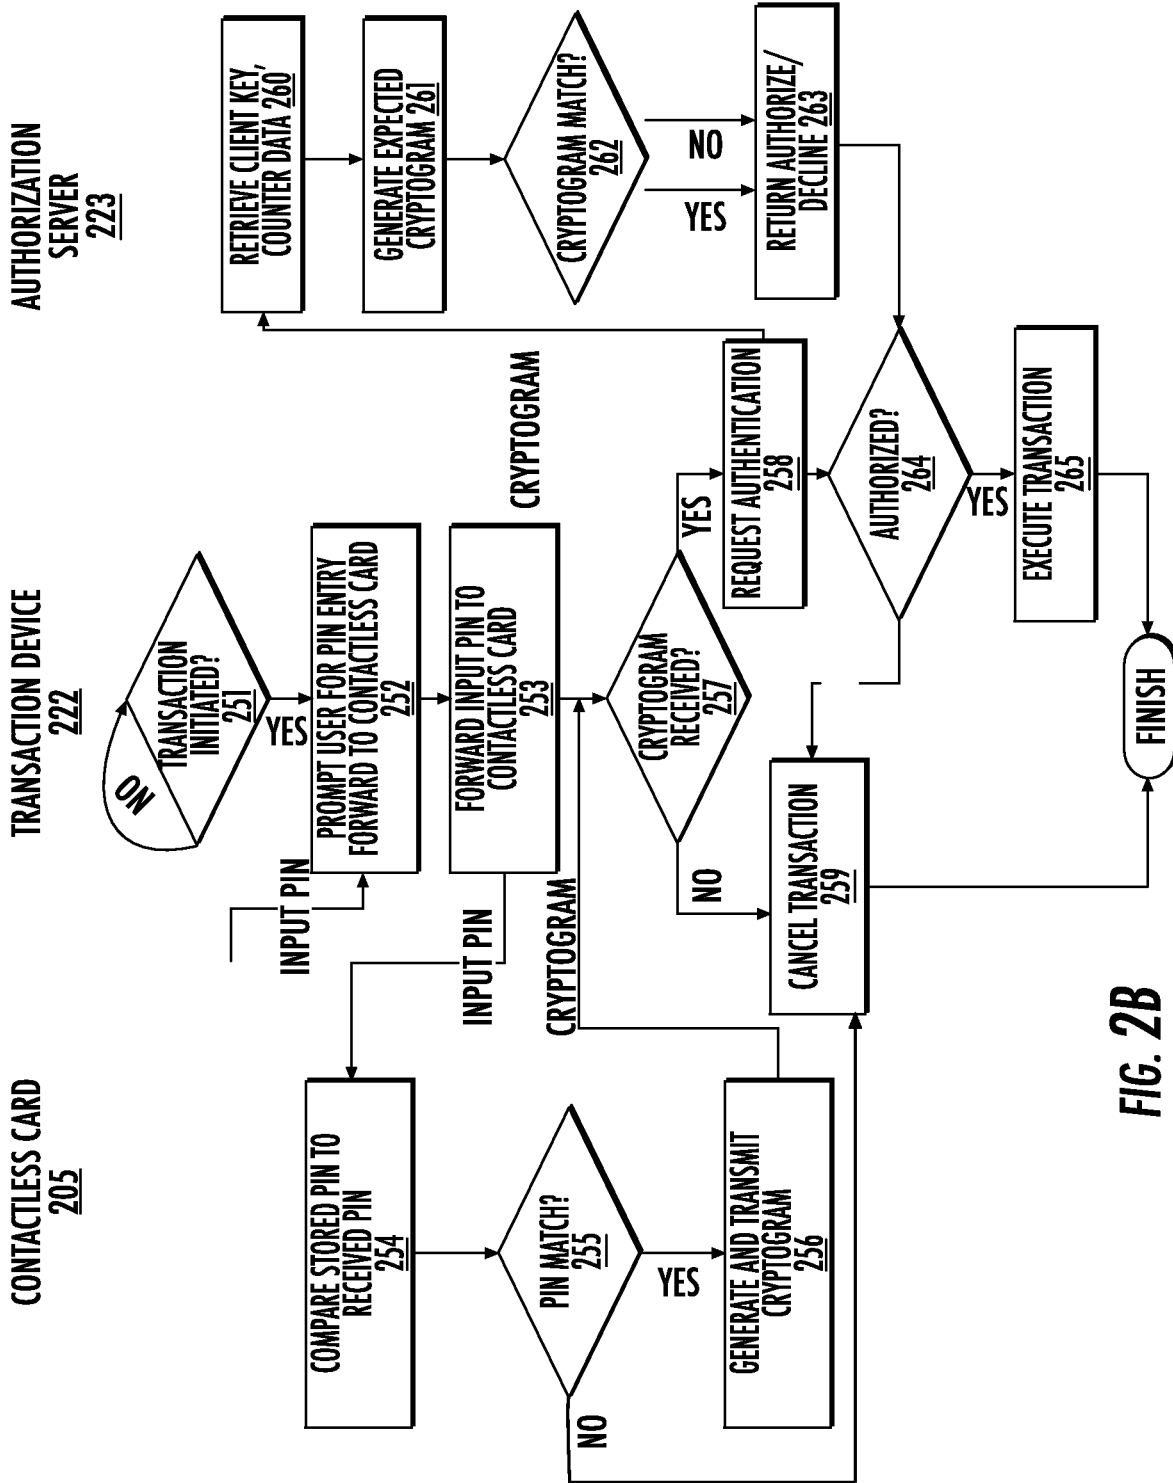 CONTACTLESS CARD
205
TRANSACTION DEVICE
222
AUTHORIZATION
SERVER
223
NO
TRANSACTION
INITIATED?
251
YES
INPUT PIN
PROMPT USER FOR PIN ENTRY
FORWARD TO CONTACTLESS CARD
252
FORWARD INPUT PIN TO
CONTACTLESS CARD
253
INPUT PIN
COMPARE STORED PIN TO
RECEIVED PIN
254
PIN MATCH?
255
NO
YES
GENERATE AND TRANSMIT
CRYPTOGRAM
256
CRYPTOGRAM
CRYPTOGRAM
RECEIVED?
257
NO
YES
REQUEST AUTHENTICATION
258
CRYPTOGRAM
RETRIEVE CLIENT KEY,
COUNTER DATA 260
GENERATE EXPECTED
CRYPTOGRAM 261
CRYPTOGRAM MATCH?
262
YES
NO
RETURN AUTHORIZE/
DECLINE 263
AUTHORIZED?
264
YES
CANCEL TRANSACTION
259
EXECUTE TRANSACTION
265
FINISH
FIG. 2B